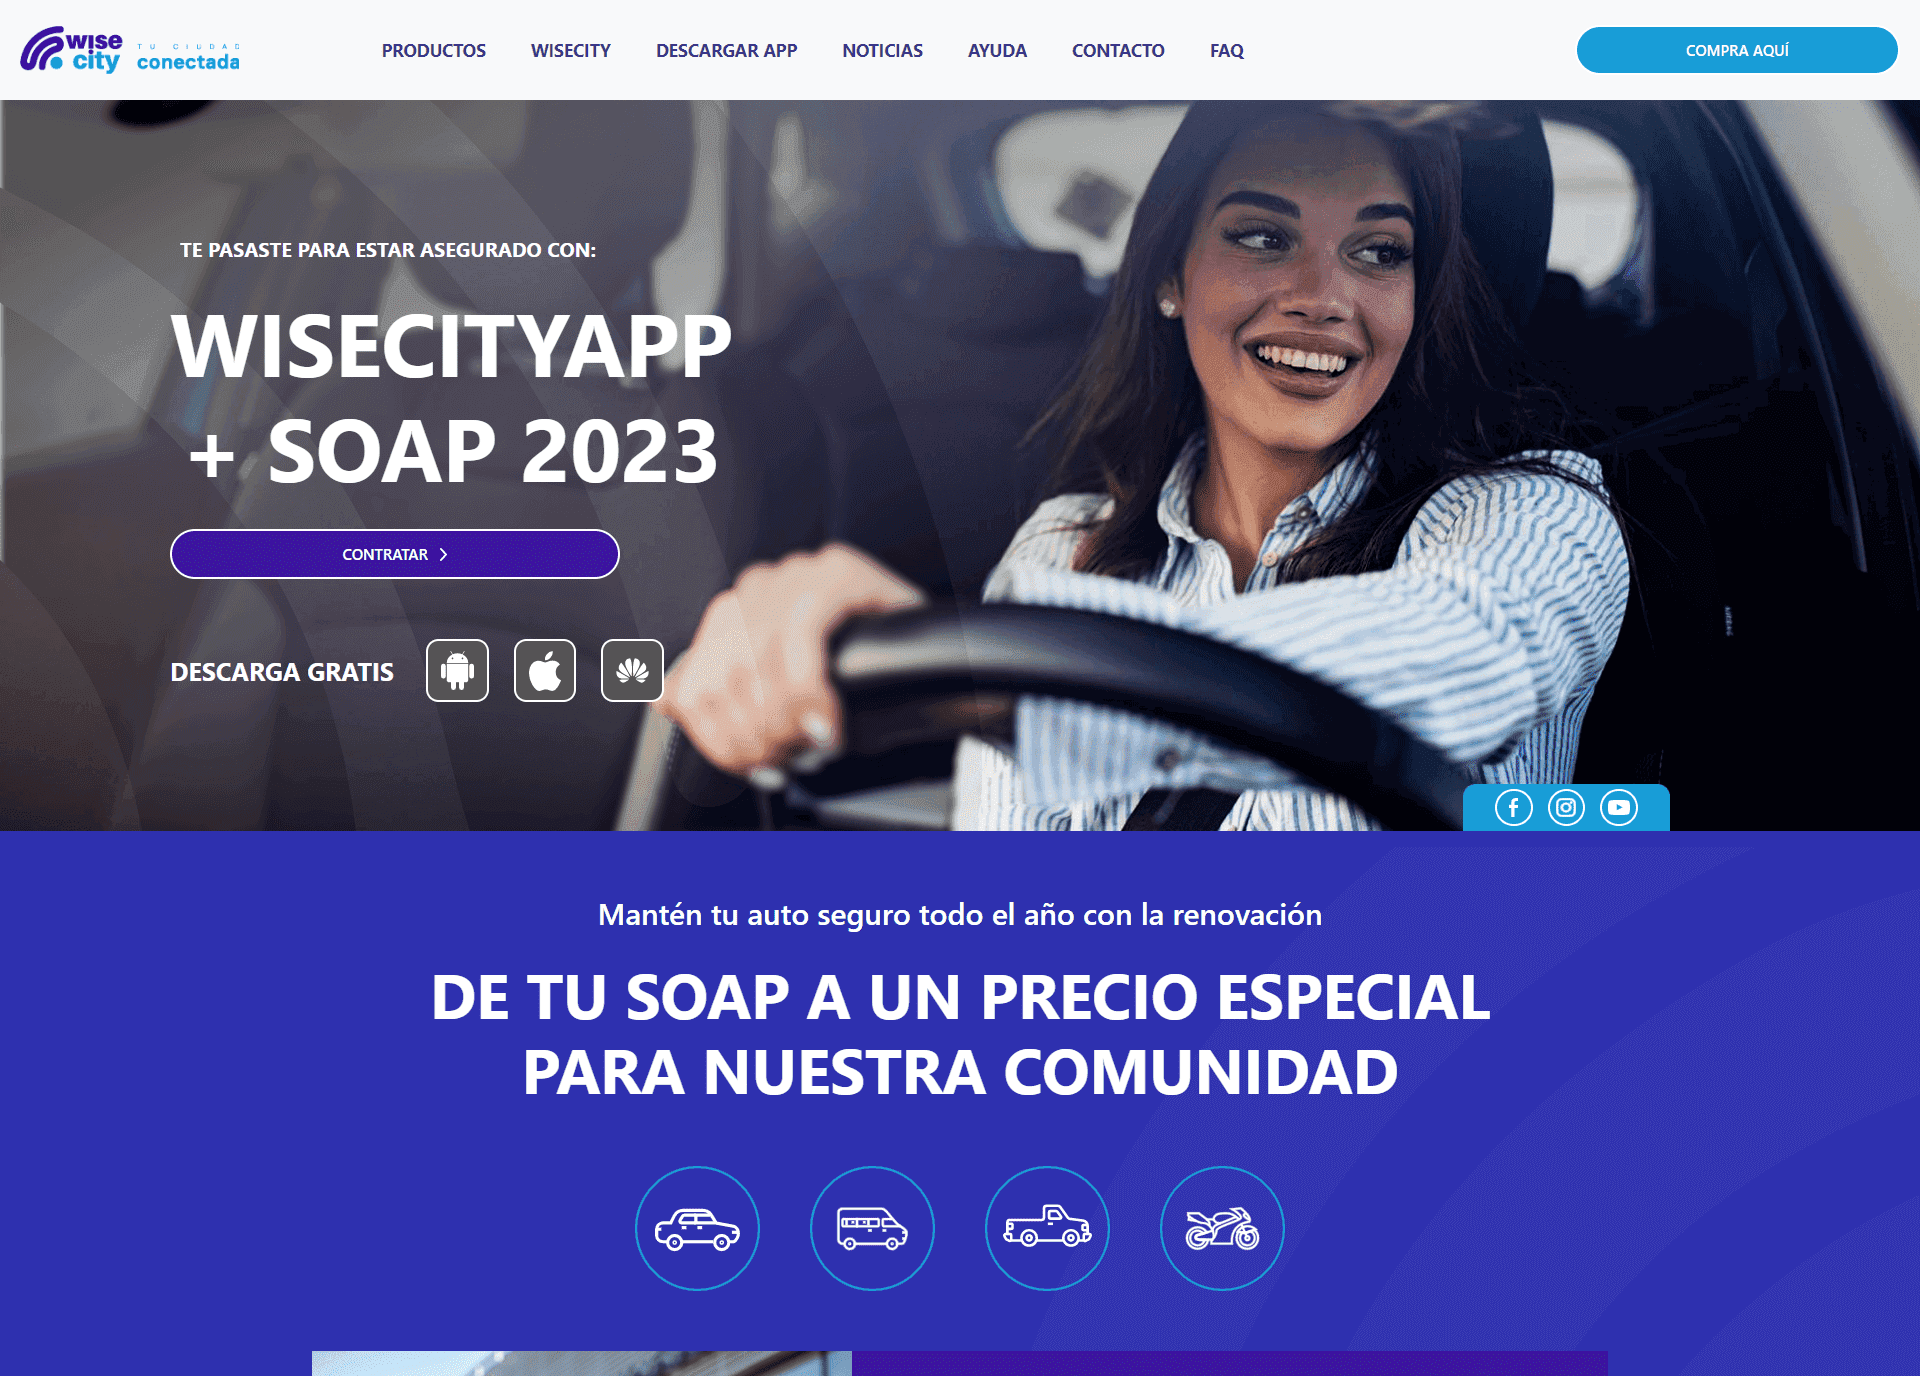 wise
city
TU CIUDAD
conectada
PRODUCTOS
WISECITY
DESCARGAR APP
NOTICIAS
AYUDA
CONTACTO
FAQ
COMPRA AQUÍ
TE PASASTE PARA ESTAR ASEGURADO CON:
WISECITYAPP
+ SOAP 2023
CONTRATAR
DESCARGA GRATIS
Mantén tu auto seguro todo el año con la renovación
DE TU SOAP A UN PRECIO ESPECIAL
PARA NUESTRA COMUNIDAD